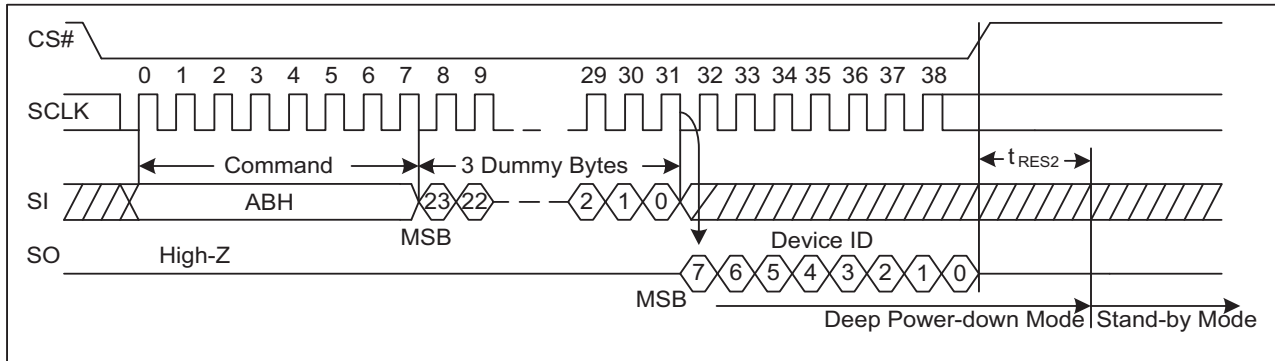 CS#
0 1 2 3 4 5 6 7 8 9 29 30 31 32 33 34 35 36 37 38
SCLK
Command 3 Dummy Bytes tRES2
SI ABH 23 22 2 1 0
MSB
SO High-Z Device ID
7 6 5 4 3 2 1 0
MSB
Deep Power-down Mode Stand-by Mode